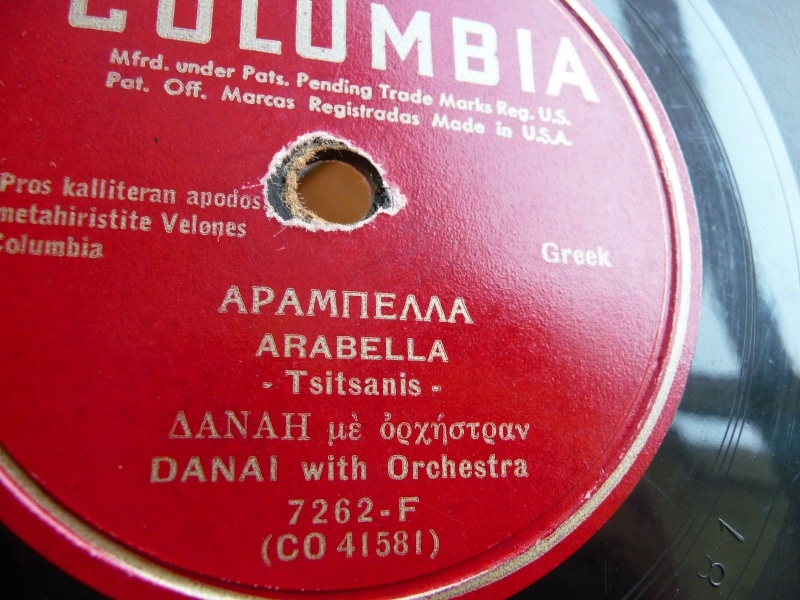 COLUMBIA
Mfrd. under Pats. Pending Trade Marks Reg. U.S.
Pat. Off. Marcas Registradas Made in U.S.A.
Pros kalliteran apodos.
metahiristite Velones
Columbia
Greek
ΑΡΑΜΠΕΛΛΑ
ARABELLA
- Tsitsanis -
ΔΑΝΑΗ μὲ ὀρχήστραν
DANAI with Orchestra
7262-F
(CO 41581)
81